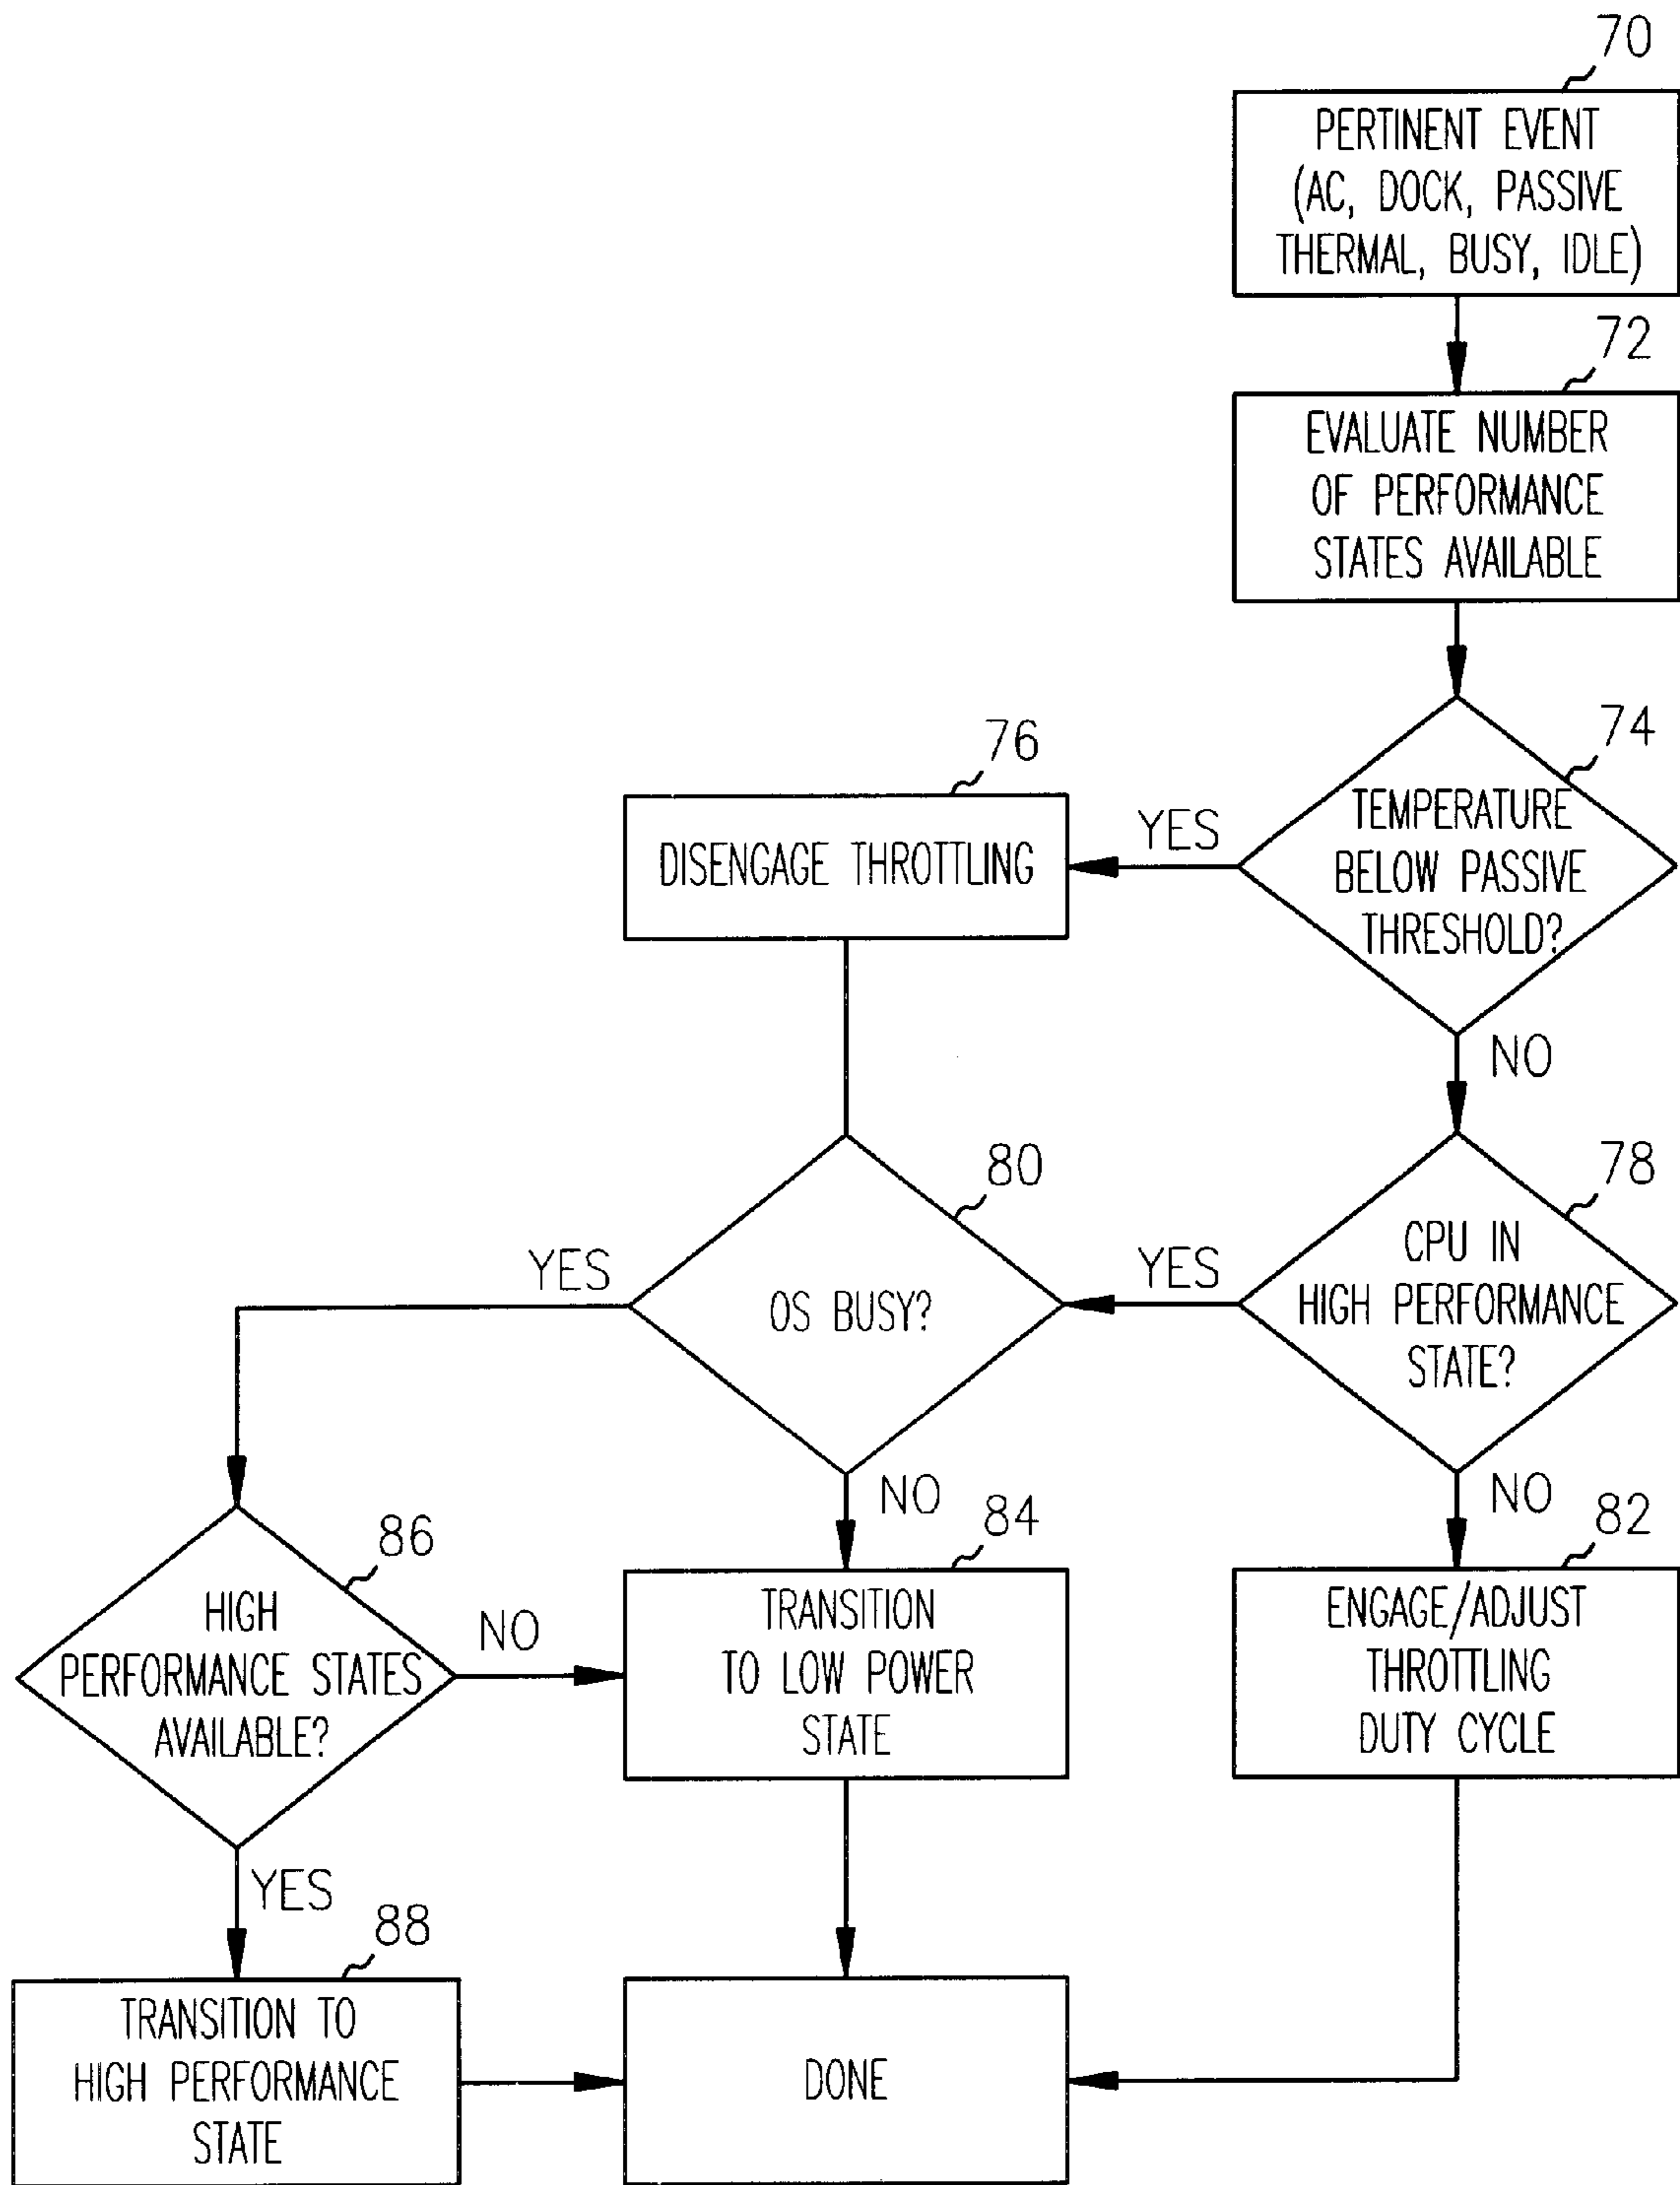 70
PERTINENT EVENT
(AC, DOCK, PASSIVE
THERMAL, BUSY, IDLE)
72
EVALUATE NUMBER
OF PERFORMANCE
STATES AVAILABLE
74
TEMPERATURE
BELOW PASSIVE
THRESHOLD?
YES
NO
76
DISENGAGE THROTTLING
78
CPU IN
HIGH PERFORMANCE
STATE?
YES
NO
80
OS BUSY?
YES
NO
82
ENGAGE/ADJUST
THROTTLING
DUTY CYCLE
84
TRANSITION
TO LOW POWER
STATE
86
HIGH
PERFORMANCE STATES
AVAILABLE?
NO
YES
88
TRANSITION TO
HIGH PERFORMANCE
STATE
DONE